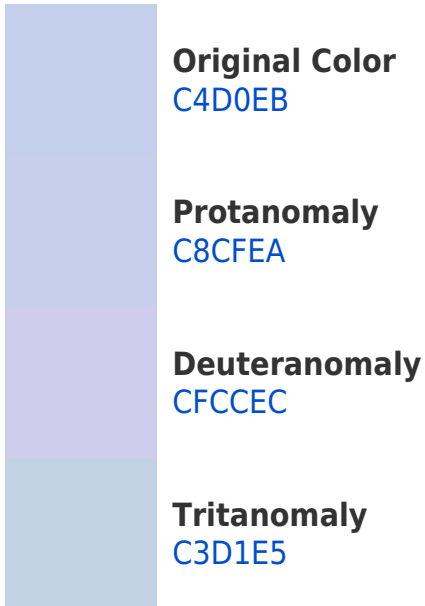 Original Color
C4D0EB
Protanomaly
C8CFEA
Deuteranomaly
CFCCEC
Tritanomaly
C3D1E5